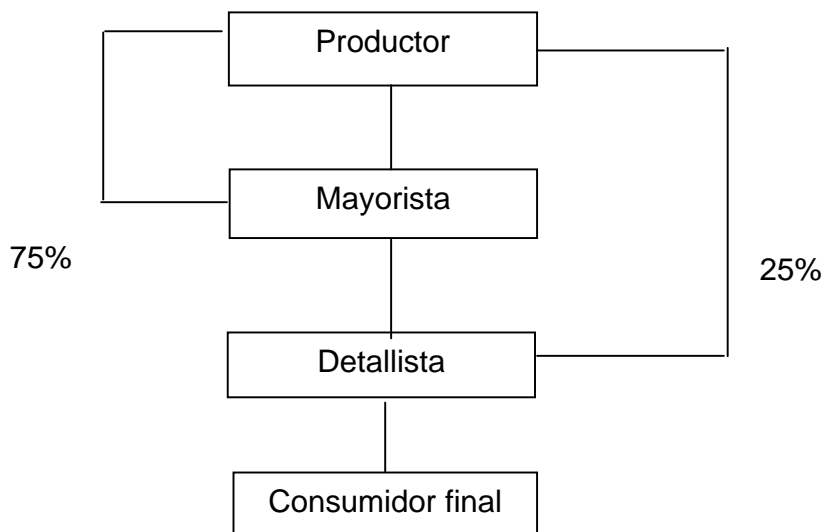 Productor
Mayorista
75%
25%
Detallista
Consumidor final